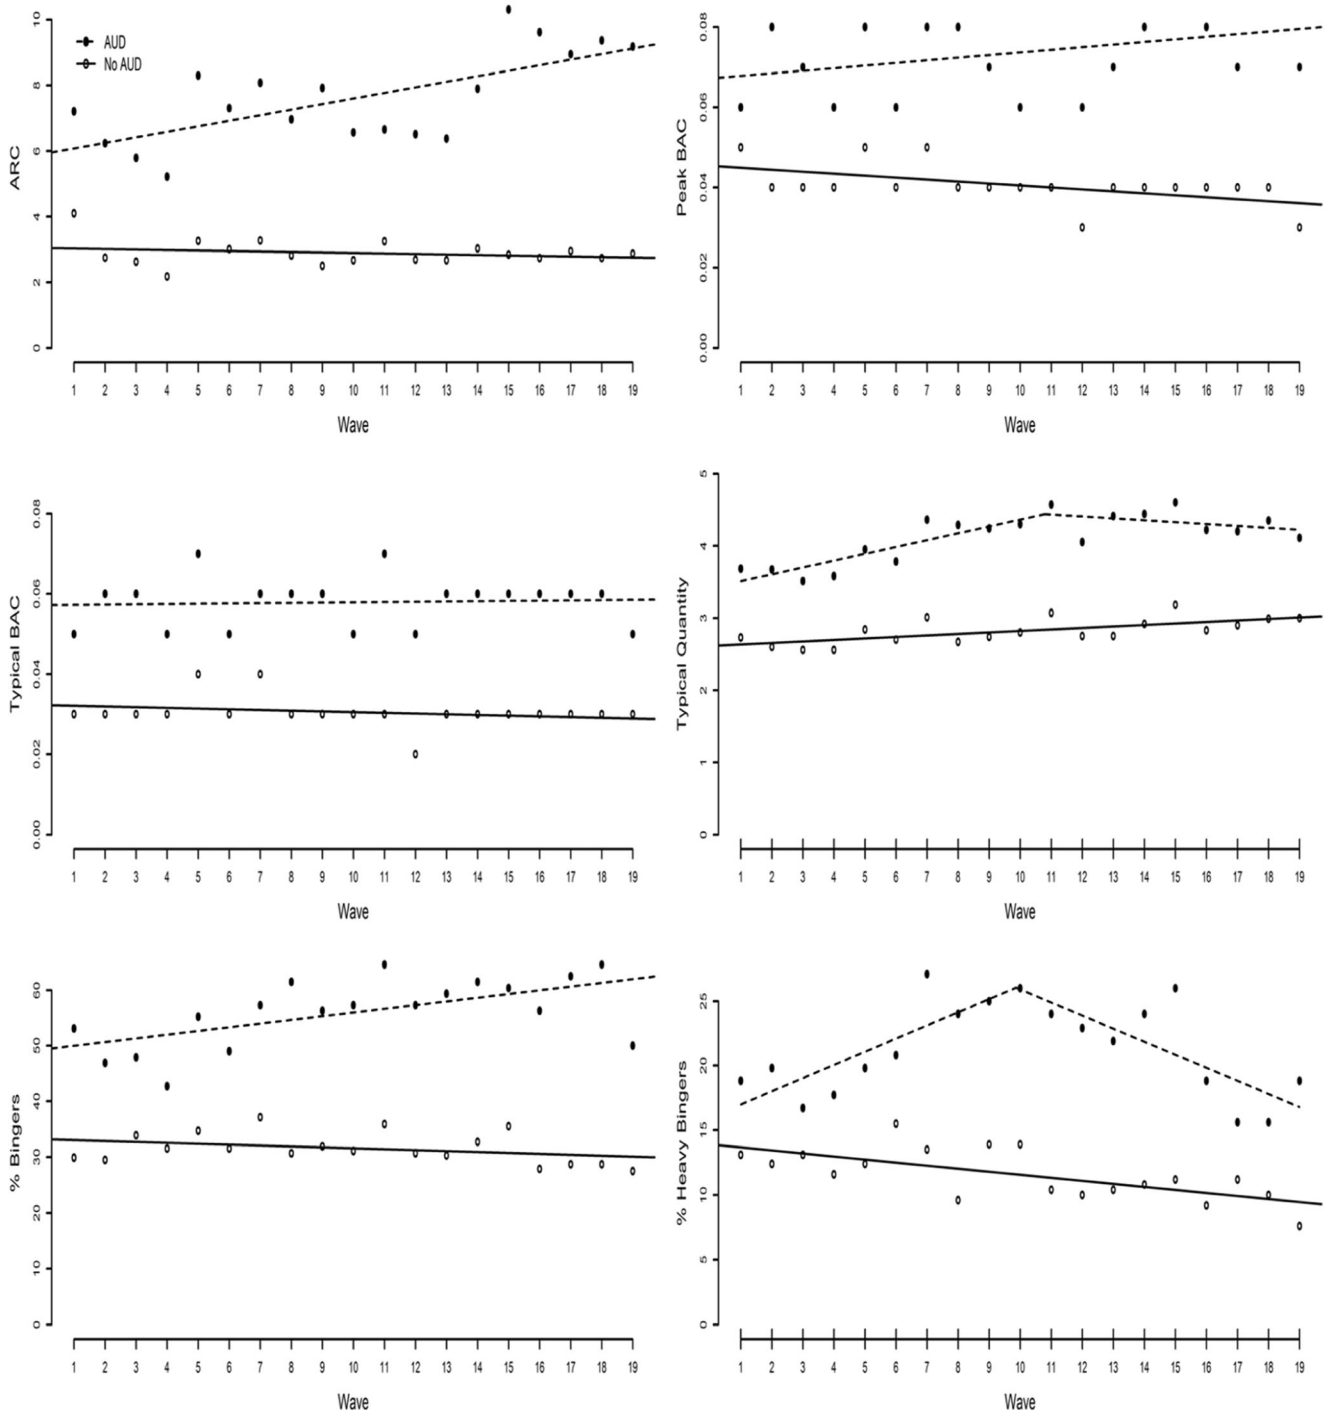 ARC
0 2 4 6 8 10
AUD
No AUD
1 2 3 4 5 6 7 8 9 10 11 12 13 14 15 16 17 18 19
Wave
Peak BAC
0.00 0.02 0.04 0.06 0.08
1 2 3 4 5 6 7 8 9 10 11 12 13 14 15 16 17 18 19
Wave
Typical BAC
0.00 0.02 0.04 0.06 0.08
1 2 3 4 5 6 7 8 9 10 11 12 13 14 15 16 17 18 19
Wave
Typical Quantity
0 1 2 3 4 5
1 2 3 4 5 6 7 8 9 10 11 12 13 14 15 16 17 18 19
Wave
% Bingers
0 10 20 30 40 50 60
1 2 3 4 5 6 7 8 9 10 11 12 13 14 15 16 17 18 19
Wave
% Heavy Bingers
0 5 10 15 20 25
1 2 3 4 5 6 7 8 9 10 11 12 13 14 15 16 17 18 19
Wave